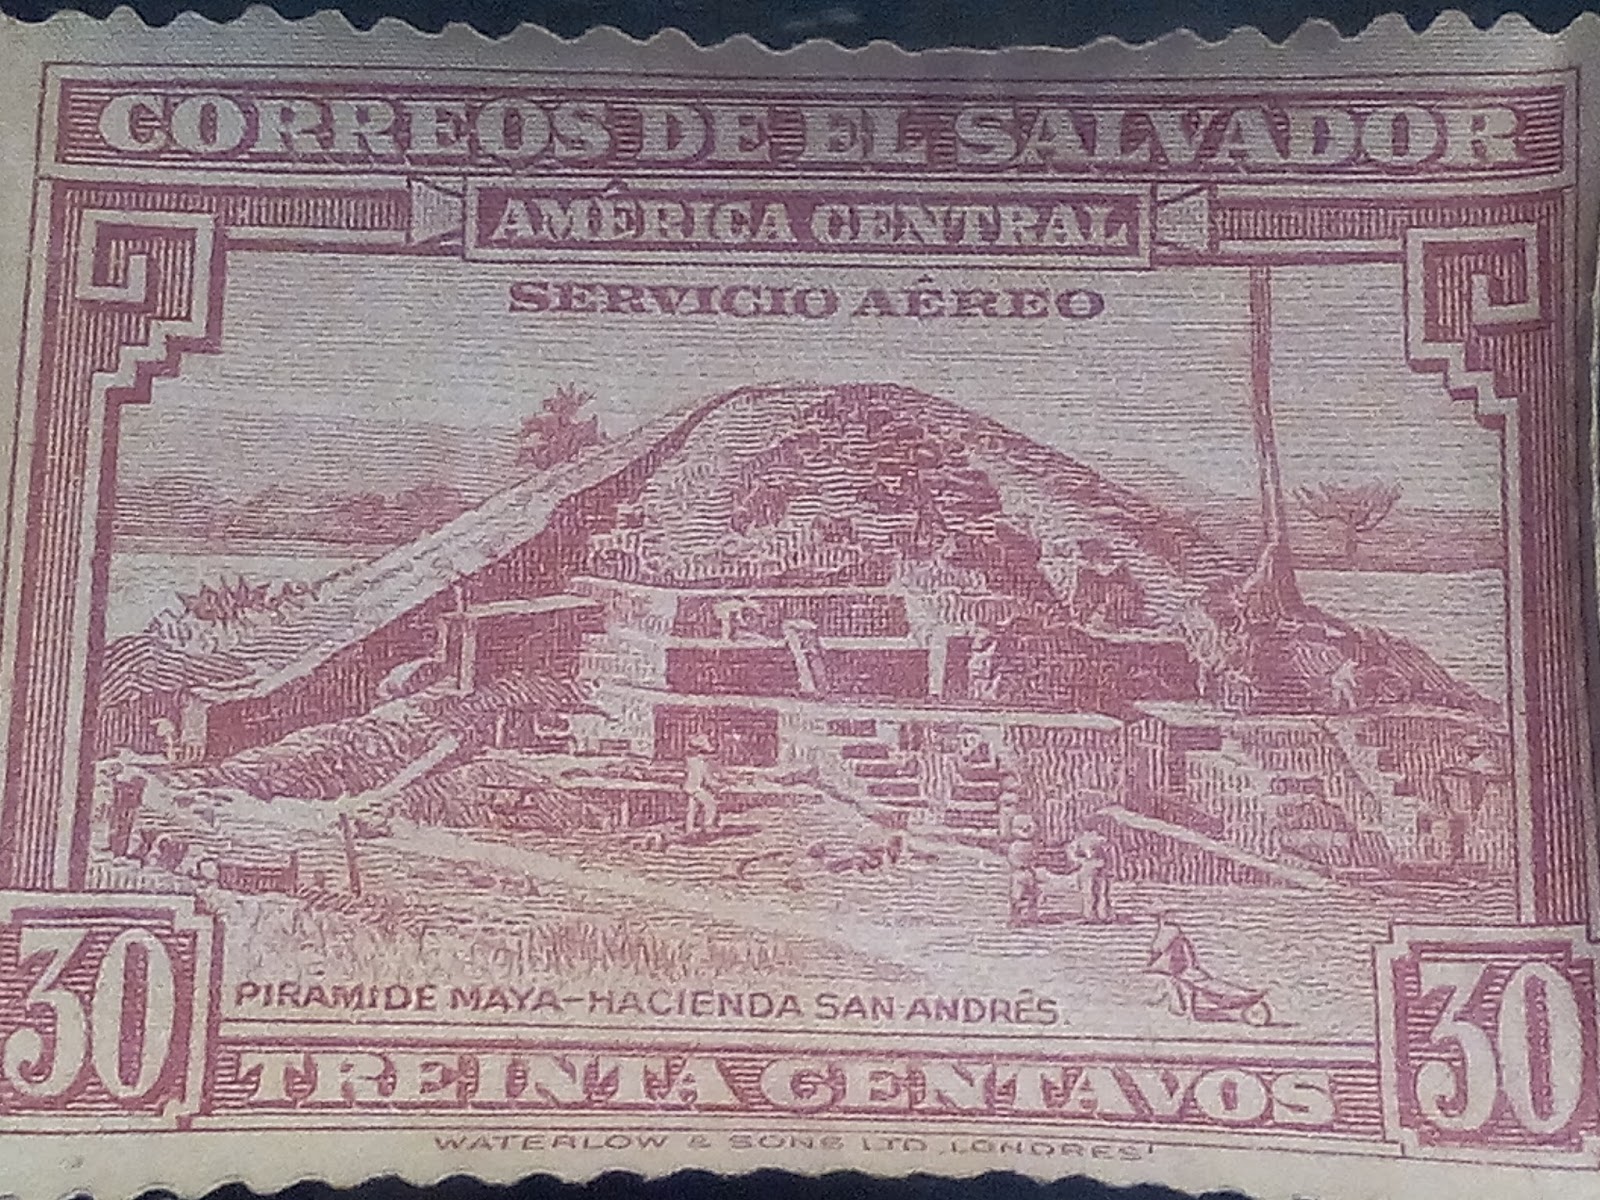 CORREOS DE EL SALVADOR
AMÉRICA CENTRAL
SERVICIO AÉREO
PIRAMIDE MAYA-HACIENDA SAN ANDRÉS.
30
30
TREINTA CENTAVOS
WATERLOW & SONS LTD, LONDRES